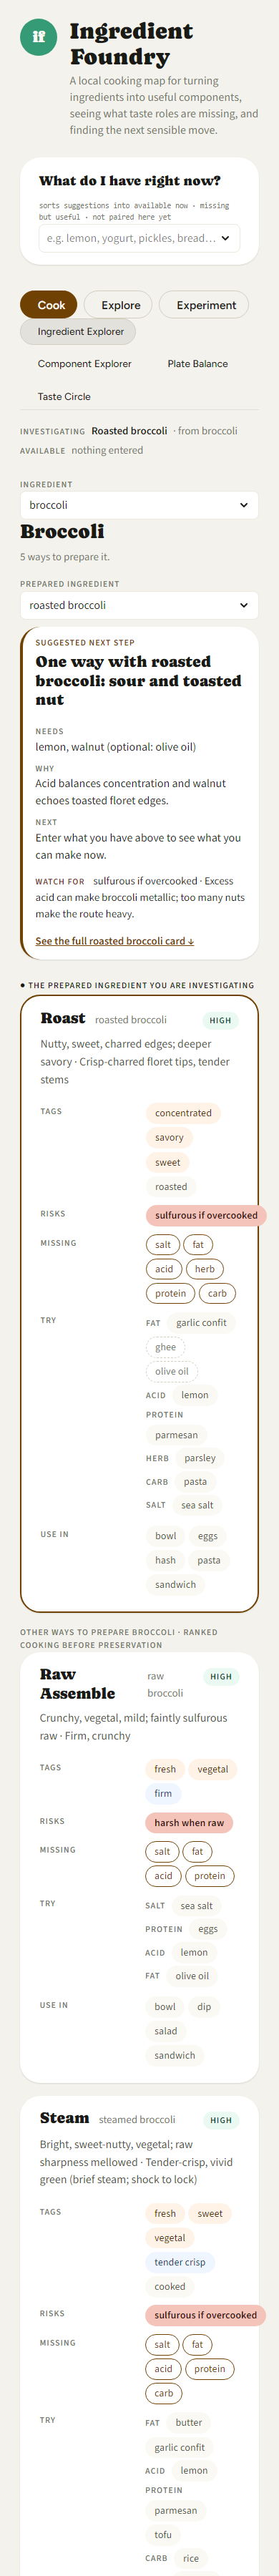 if
Ingredient
Foundry
A local cooking map for turning
ingredients into useful components,
seeing what taste roles are missing, and
finding the next sensible move.
What do I have right now?
sorts suggestions into available now · missing
but useful · not paired here yet
e.g. lemon, yogurt, pickles, bread…
Cook Explore Experiment
Ingredient Explorer
Component Explorer Plate Balance
Taste Circle
INVESTIGATING Roasted broccoli · from broccoli
AVAILABLE nothing entered
INGREDIENT
broccoli
Broccoli
5 ways to prepare it.
PREPARED INGREDIENT
roasted broccoli
SUGGESTED NEXT STEP
One way with roasted
broccoli: sour and toasted
nut
NEEDS
lemon, walnut (optional: olive oil)
WHY
Acid balances concentration and walnut
echoes toasted floret edges.
NEXT
Enter what you have above to see what you
can make now.
WATCH FOR sulfurous if overcooked · Excess
acid can make broccoli metallic; too many nuts
make the route heavy.
See the full roasted broccoli card ↓
● THE PREPARED INGREDIENT YOU ARE INVESTIGATING
Roast roasted broccoli HIGH
Nutty, sweet, charred edges; deeper
savory · Crisp-charred floret tips, tender
stems
TAGS concentrated
savory
sweet
roasted
RISKS sulfurous if overcooked
MISSING salt fat
acid herb
protein carb
TRY FAT garlic confit
ghee
olive oil
ACID lemon
PROTEIN
parmesan
HERB parsley
CARB pasta
SALT sea salt
USE IN bowl eggs
hash pasta
sandwich
OTHER WAYS TO PREPARE BROCCOLI · RANKED
COOKING BEFORE PRESERVATION
Raw
Assemble
raw
broccoli
HIGH
Crunchy, vegetal, mild; faintly sulfurous
raw · Firm, crunchy
TAGS fresh vegetal
firm
RISKS harsh when raw
MISSING salt fat
acid protein
TRY SALT sea salt
PROTEIN eggs
ACID lemon
FAT olive oil
USE IN bowl dip
salad
sandwich
Steam steamed broccoli HIGH
Bright, sweet-nutty, vegetal; raw
sharpness mellowed · Tender-crisp, vivid
green (brief steam; shock to lock)
TAGS fresh sweet
vegetal
tender crisp
cooked
RISKS sulfurous if overcooked
MISSING salt fat
acid protein
carb
TRY FAT butter
garlic confit
ACID lemon
PROTEIN
parmesan
tofu
CARB rice